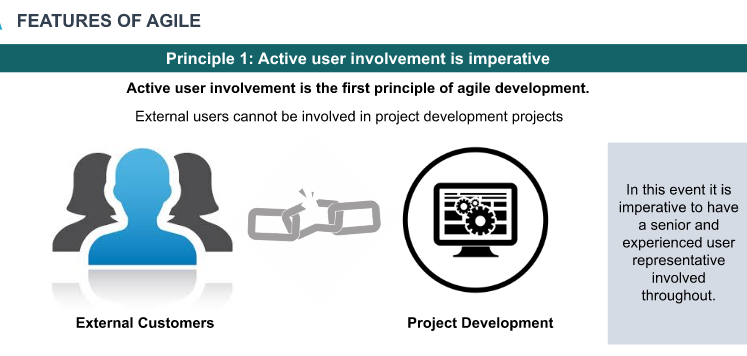 FEATURES OF AGILE
Principle 1: Active user involvement is imperative
Active user involvement is the first principle of agile development.
External users cannot be involved in project development projects
In this event it is
imperative to have
a senior and
experienced user
representative
involved
throughout.
External Customers
Project Development